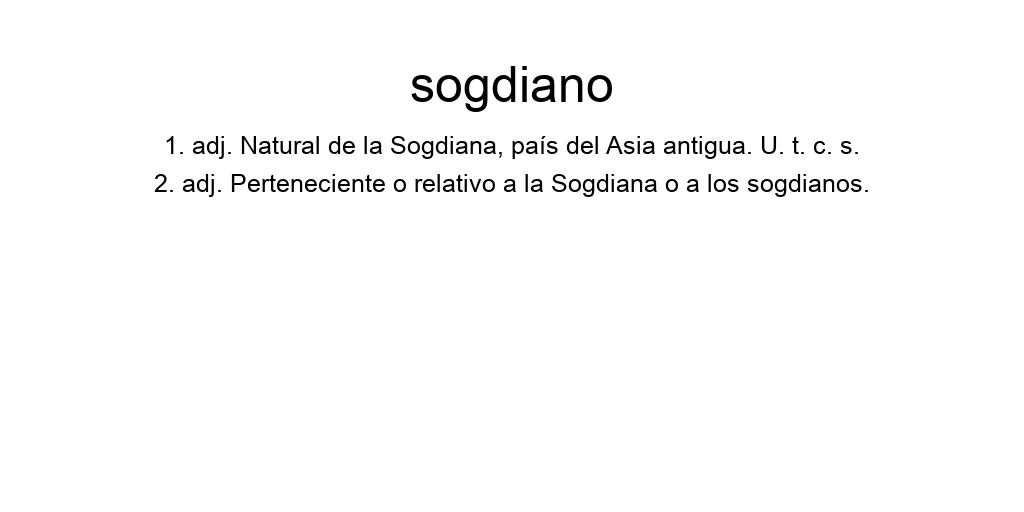 sogdiano
1. adj. Natural de la Sogdiana, país del Asia antigua. U. t. c. s.
2. adj. Perteneciente o relativo a la Sogdiana o a los sogdianos.